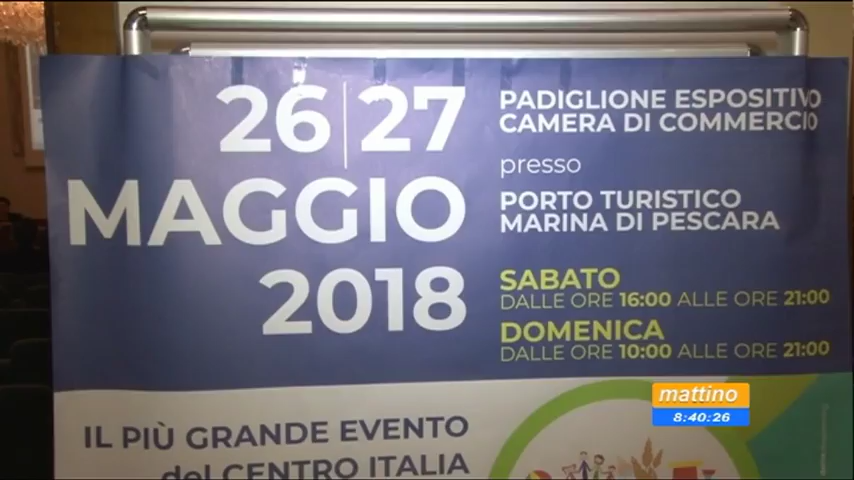 26|27
MAGGIO
2018
PADIGLIONE ESPOSITIVO
CAMERA DI COMMERCIO
presso
PORTO TURISTICO
MARINA DI PESCARA
SABATO
DALLE ORE 16:00 ALLE ORE 21:00
DOMENICA
DALLE ORE 10:00 ALLE ORE 21:00
IL PIÙ GRANDE EVENTO
del CENTRO ITALIA
mattino
8:40:26